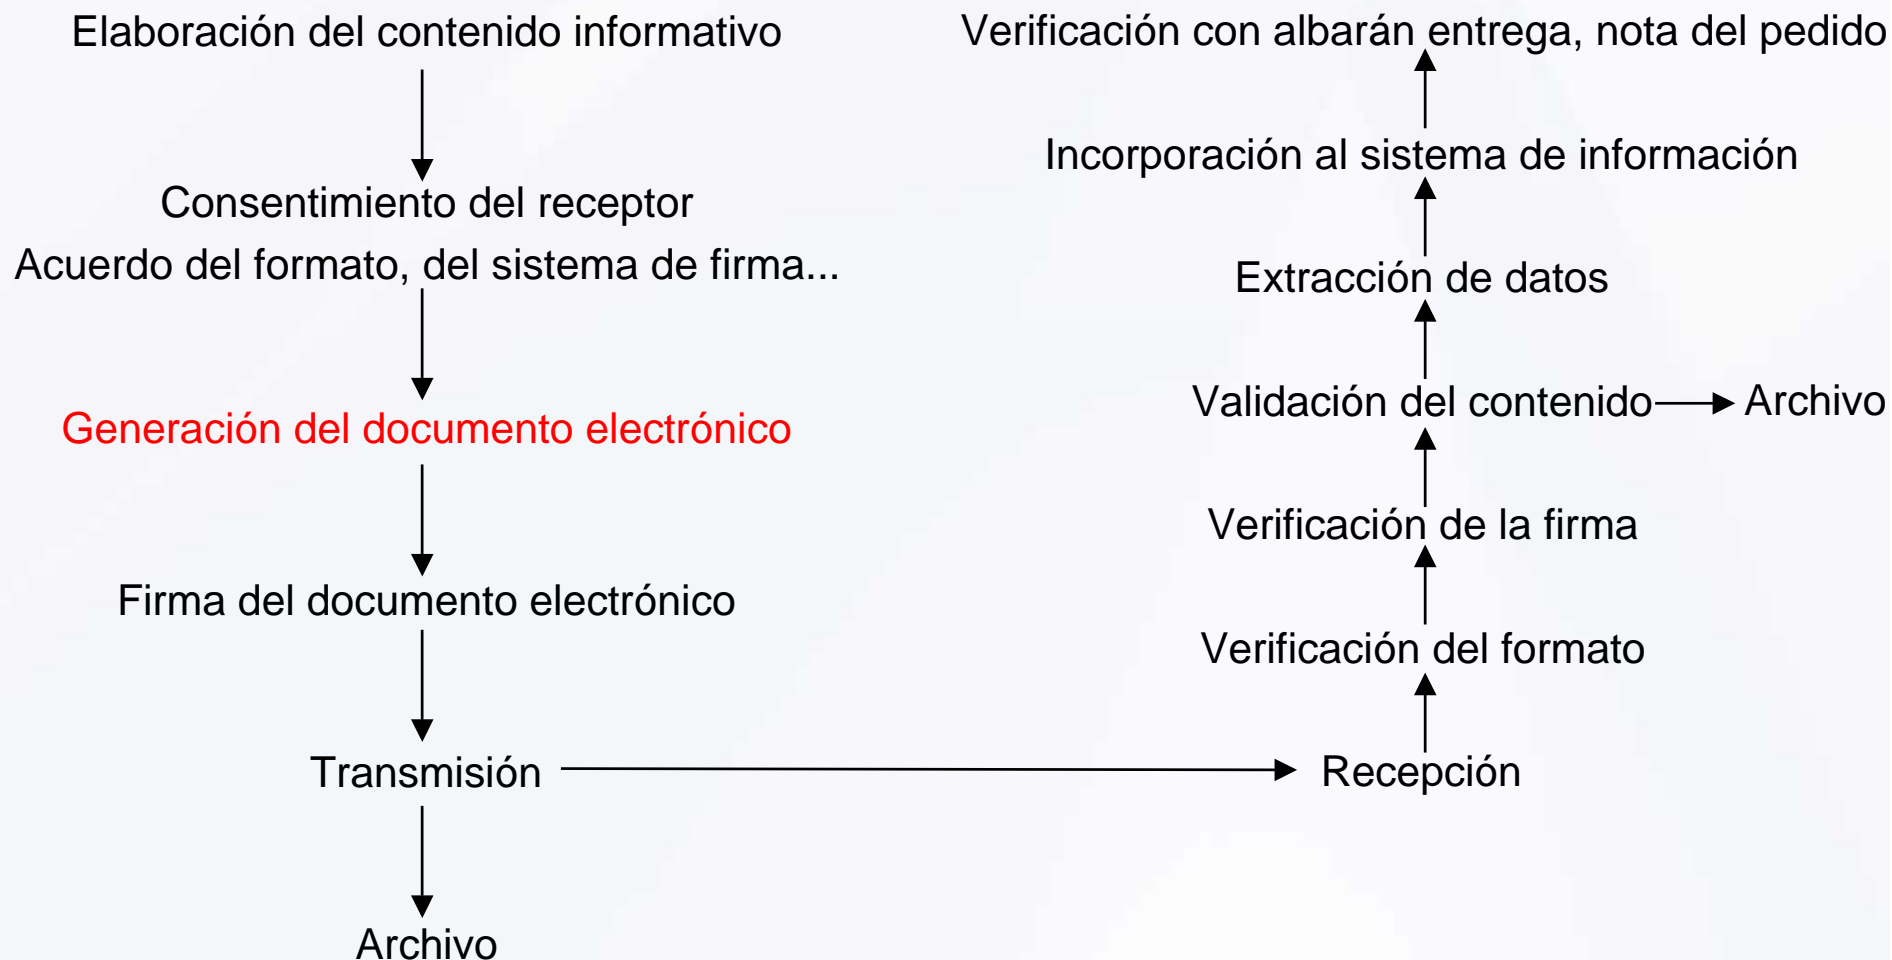 Elaboración del contenido informativo
Consentimiento del receptor
Acuerdo del formato, del sistema de firma...
Generación del documento electrónico
Firma del documento electrónico
Transmisión
Archivo
Verificación con albarán entrega, nota del pedido
Incorporación al sistema de información
Extracción de datos
Validación del contenido
Archivo
Verificación de la firma
Verificación del formato
Recepción